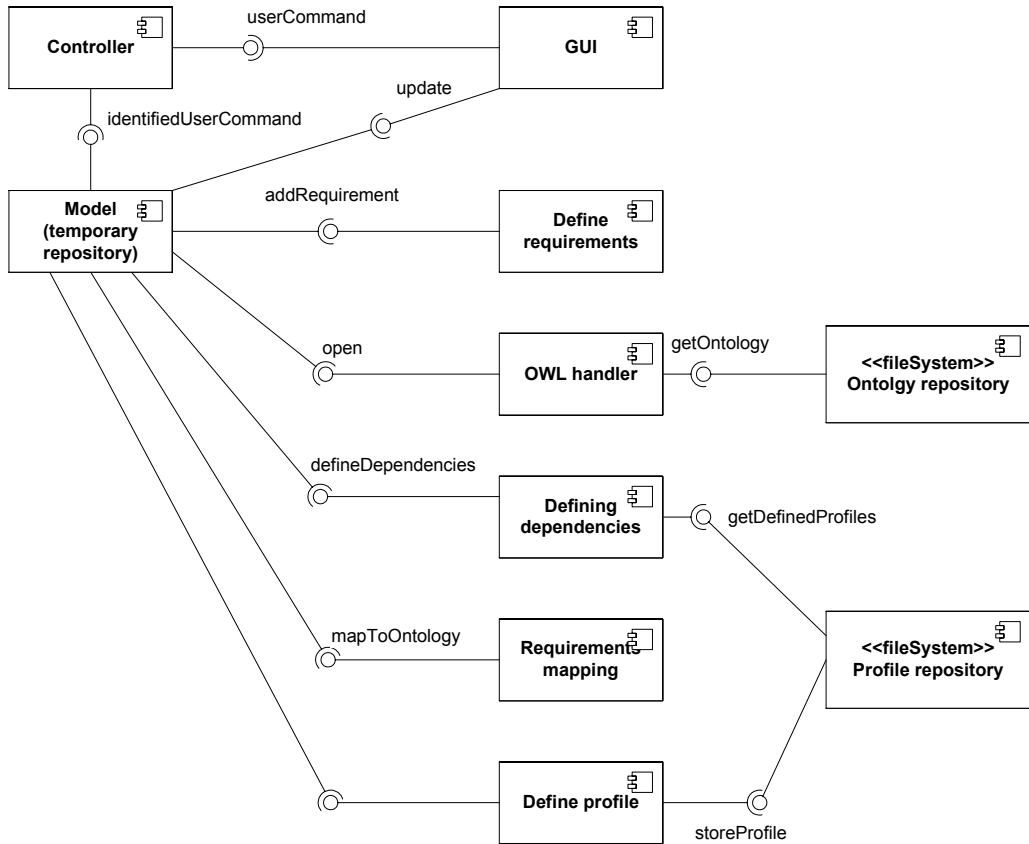 userCommand
Controller
GUI
update
identifiedUserCommand
Model
(temporary
repository)
addRequirement
Define
requirements
open
OWL handler
getOntology
<<fileSystem>>
Ontolgy repository
defineDependencies
Defining
dependencies
getDefinedProfiles
mapToOntology
Requirements
mapping
<<fileSystem>>
Profile repository
Define profile
storeProfile